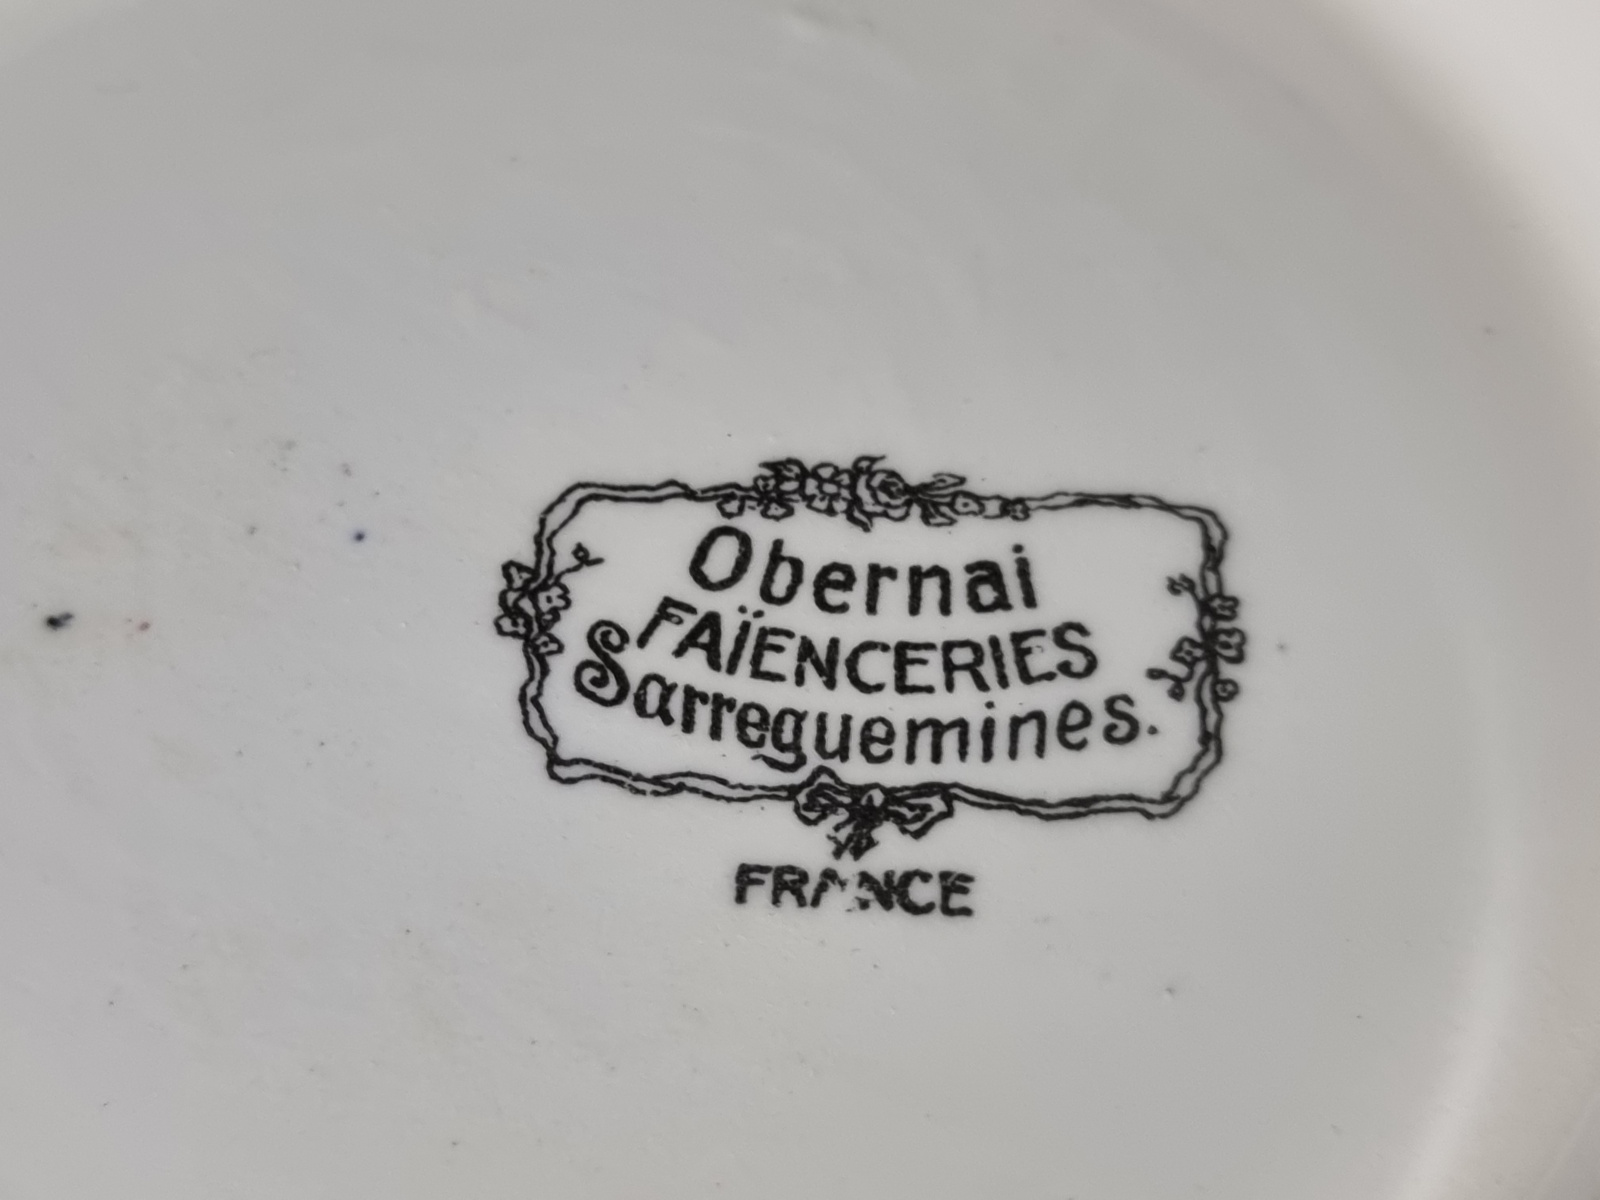 Obernai
FAÏENCERIES
Sarreguemines.
FRANCE